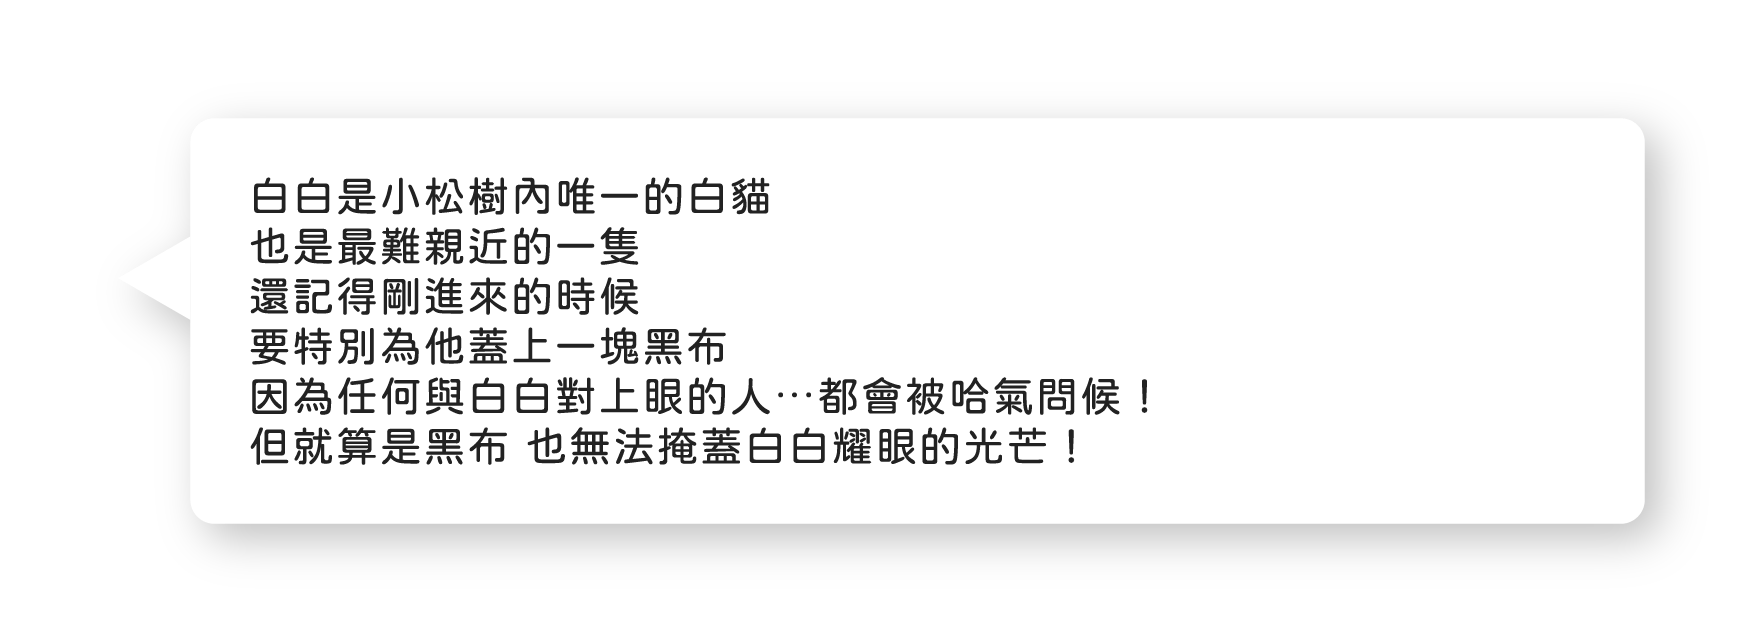 白白是小松樹內唯一的白貓
也是最難親近的一隻
還記得剛進來的時候
要特別為他蓋上一塊黑布
因為任何與白白對上眼的人…都會被哈氣問候！
但就算是黑布 也無法掩蓋白白耀眼的光芒！